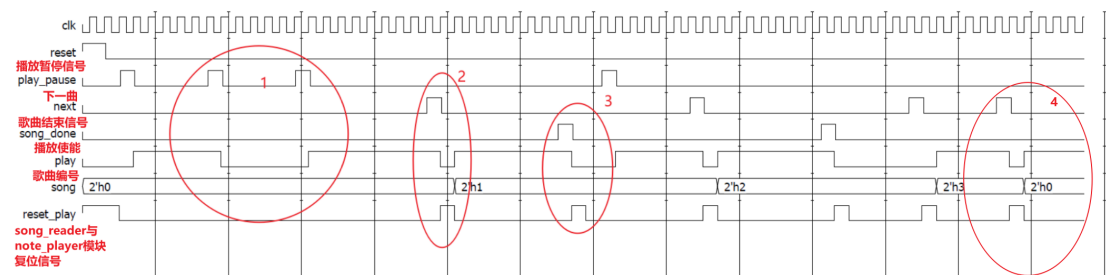 clk
reset
播放暂停信号
play_pause
1
下一曲
next
2
3
4
歌曲结束信号
song_done
播放使能
play
歌曲编号
song
2'h0
2'h1
2'h2
2'h3
2'h0
reset_play
song_reader与
note_player模块
复位信号